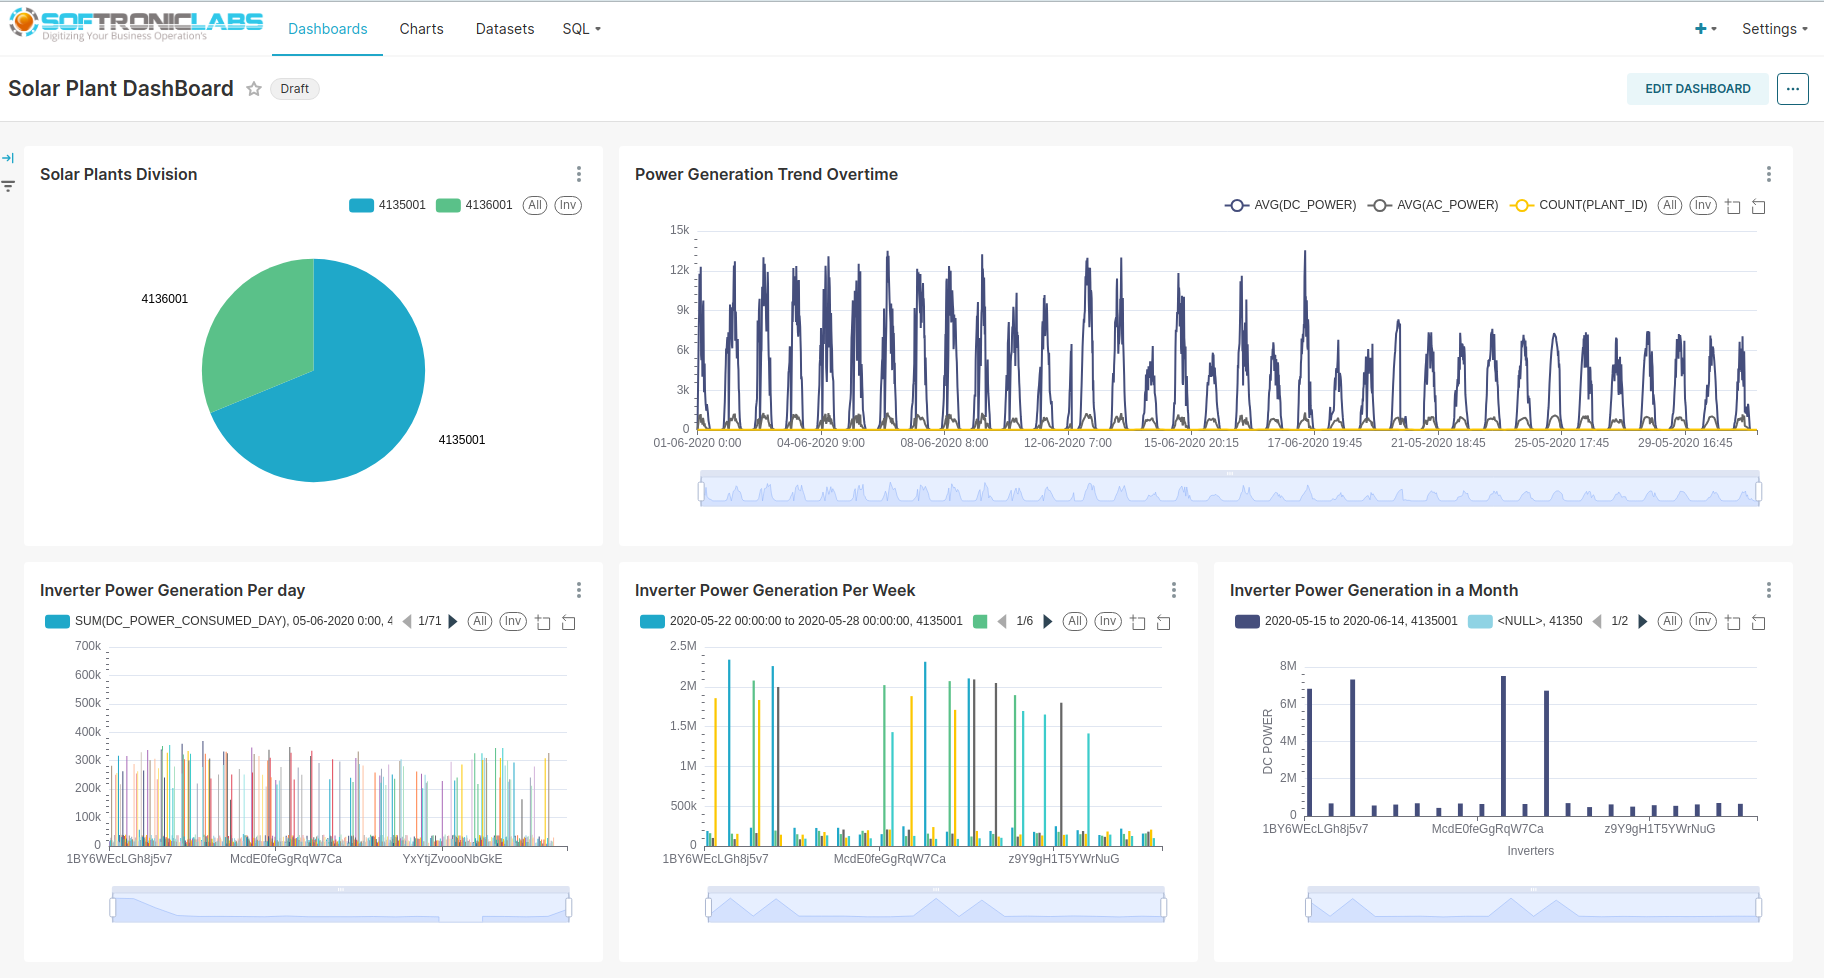 SOFTRONICLABS
Digitizing Your Business Operation's
Dashboards Charts Datasets SQL
+ Settings
Solar Plant DashBoard Draft
EDIT DASHBOARD ...
Solar Plants Division
4135001 4136001 All Inv
4136001
4135001
Power Generation Trend Overtime
AVG(DC_POWER) AVG(AC_POWER) COUNT(PLANT_ID) All Inv
15k
12k
9k
6k
3k
0
01-06-2020 0:00 04-06-2020 9:00 08-06-2020 8:00 12-06-2020 7:00 15-06-2020 20:15 17-06-2020 19:45 21-05-2020 18:45 25-05-2020 17:45 29-05-2020 16:45
Inverter Power Generation Per day
SUM(DC_POWER_CONSUMED_DAY), 05-06-2020 0:00, 4 1/71 All Inv
700k
600k
500k
400k
300k
200k
100k
0
1BY6WEcLGh8j5v7 McdE0feGgRqW7Ca YxYtjZvoooNbGkE
Inverter Power Generation Per Week
2020-05-22 00:00:00 to 2020-05-28 00:00:00, 4135001 1/6 All Inv
2.5M
2M
1.5M
1M
500k
0
1BY6WEcLGh8j5v7 McdE0feGgRqW7Ca z9Y9gH1T5YWrNuG
Inverter Power Generation in a Month
2020-05-15 to 2020-06-14, 4135001 <NULL>, 41350 1/2 All Inv
8M
6M
4M
2M
0
DC POWER
1BY6WEcLGh8j5v7 McdE0feGgRqW7Ca z9Y9gH1T5YWrNuG
Inverters